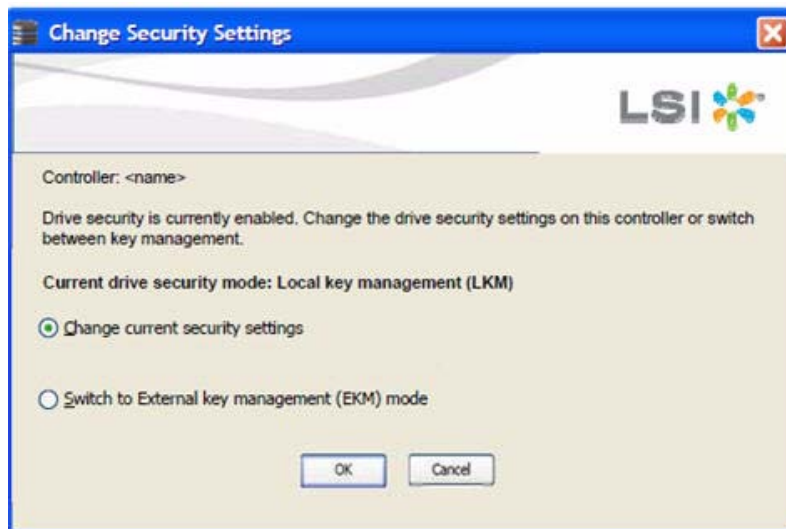 Change Security Settings
LSI
Controller: <name>
Drive security is currently enabled. Change the drive security settings on this controller or switch
between key management.
Current drive security mode: Local key management (LKM)
Change current security settings
Switch to External key management (EKM) mode
OK
Cancel